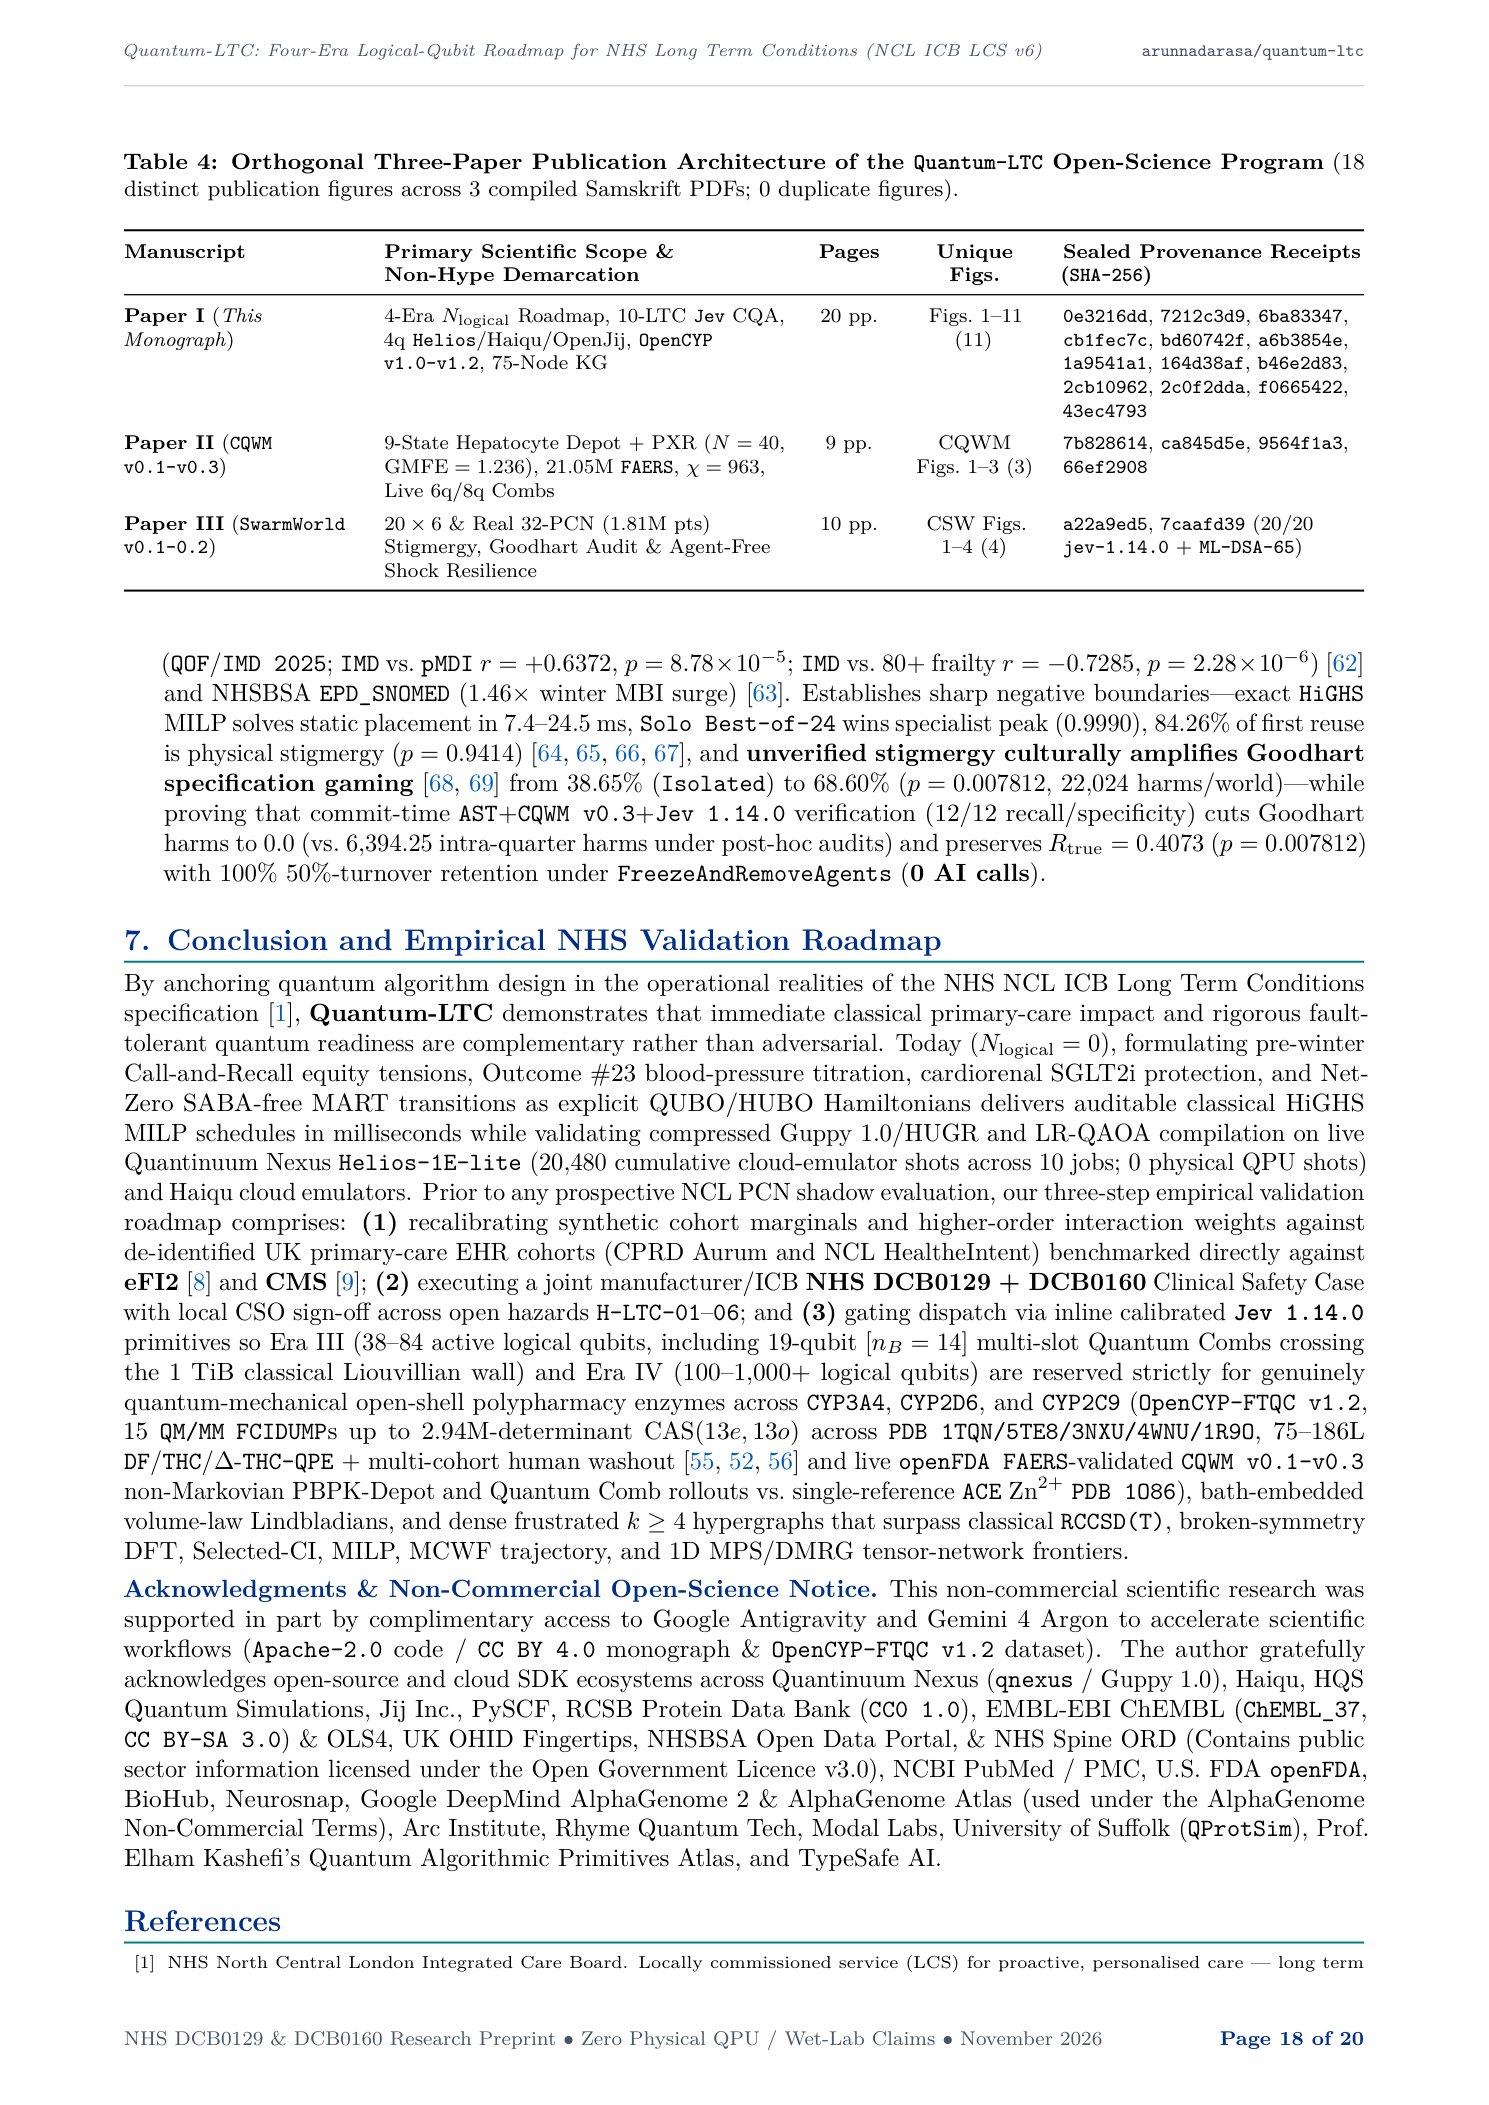 Quantum-LTC: Four-Era Logical-Qubit Roadmap for NHS Long Term Conditions (NCL ICB LCS v6) arunnadarasa/quantum-ltc
Table 4: Orthogonal Three-Paper Publication Architecture of the Quantum-LTC Open-Science Program (18
distinct publication figures across 3 compiled Samskrift PDFs; 0 duplicate figures).
Manuscript Primary Scientific Scope & Pages Unique Sealed Provenance Receipts
Non-Hype Demarcation Figs. (SHA-256)
Paper I (This 4-Era N_logical Roadmap, 10-LTC Jev CQA, 20 pp. Figs. 1–11 0e3216dd, 7212c3d9, 6ba83347,
Monograph) 4q Helios/Haiqu/OpenJij, OpenCYP (11) cb1fec7c, bd60742f, a6b3854e,
v1.0-v1.2, 75-Node KG 1a9541a1, 164d38af, b46e2d83,
2cb10962, 2c0f2dda, f0665422,
43ec4793
Paper II (CQWM 9-State Hepatocyte Depot + PXR (N = 40, 9 pp. CQWM 7b828614, ca845d5e, 9564f1a3,
v0.1-v0.3) GMFE = 1.236), 21.05M FAERS, χ = 963, Figs. 1–3 (3) 66ef2908
Live 6q/8q Combs
Paper III (SwarmWorld 20 × 6 & Real 32-PCN (1.81M pts) 10 pp. CSW Figs. a22a9ed5, 7caafd39 (20/20
v0.1-0.2) Stigmergy, Goodhart Audit & Agent-Free 1–4 (4) jev-1.14.0 + ML-DSA-65)
Shock Resilience
(QOF/IMD 2025; IMD vs. pMDI r = +0.6372, p = 8.78×10⁻⁵; IMD vs. 80+ frailty r = −0.7285, p = 2.28×10⁻⁶) [62]
and NHSBSA EPD_SNOMED (1.46× winter MBI surge) [63]. Establishes sharp negative boundaries—exact HiGHS
MILP solves static placement in 7.4–24.5 ms, Solo Best-of-24 wins specialist peak (0.9990), 84.26% of first reuse
is physical stigmergy (p = 0.9414) [64, 65, 66, 67], and unverified stigmergy culturally amplifies Goodhart
specification gaming [68, 69] from 38.65% (Isolated) to 68.60% (p = 0.007812, 22,024 harms/world)—while
proving that commit-time AST+CQWM v0.3+Jev 1.14.0 verification (12/12 recall/specificity) cuts Goodhart
harms to 0.0 (vs. 6,394.25 intra-quarter harms under post-hoc audits) and preserves R_true = 0.4073 (p = 0.007812)
with 100% 50%-turnover retention under FreezeAndRemoveAgents (0 AI calls).
7. Conclusion and Empirical NHS Validation Roadmap
By anchoring quantum algorithm design in the operational realities of the NHS NCL ICB Long Term Conditions
specification [1], Quantum-LTC demonstrates that immediate classical primary-care impact and rigorous fault-
tolerant quantum readiness are complementary rather than adversarial. Today (N_logical = 0), formulating pre-winter
Call-and-Recall equity tensions, Outcome #23 blood-pressure titration, cardiorenal SGLT2i protection, and Net-
Zero SABA-free MART transitions as explicit QUBO/HUBO Hamiltonians delivers auditable classical HiGHS
MILP schedules in milliseconds while validating compressed Guppy 1.0/HUGR and LR-QAOA compilation on live
Quantinuum Nexus Helios-1E-lite (20,480 cumulative cloud-emulator shots across 10 jobs; 0 physical QPU shots)
and Haiqu cloud emulators. Prior to any prospective NCL PCN shadow evaluation, our three-step empirical validation
roadmap comprises: (1) recalibrating synthetic cohort marginals and higher-order interaction weights against
de-identified UK primary-care EHR cohorts (CPRD Aurum and NCL HealtheIntent) benchmarked directly against
eFI2 [8] and CMS [9]; (2) executing a joint manufacturer/ICB NHS DCB0129 + DCB0160 Clinical Safety Case
with local CSO sign-off across open hazards H-LTC-01–06; and (3) gating dispatch via inline calibrated Jev 1.14.0
primitives so Era III (38–84 active logical qubits, including 19-qubit [n_B = 14] multi-slot Quantum Combs crossing
the 1 TiB classical Liouvillian wall) and Era IV (100–1,000+ logical qubits) are reserved strictly for genuinely
quantum-mechanical open-shell polypharmacy enzymes across CYP3A4, CYP2D6, and CYP2C9 (OpenCYP-FTQC v1.2,
15 QM/MM FCIDUMPs up to 2.94M-determinant CAS(13e, 13o) across PDB 1TQN/5TE8/3NXU/4WNU/1R9O, 75–186L
DF/THC/Δ-THC-QPE + multi-cohort human washout [55, 52, 56] and live openFDA FAERS-validated CQWM v0.1-v0.3
non-Markovian PBPK-Depot and Quantum Comb rollouts vs. single-reference ACE Zn²⁺ PDB 1O86), bath-embedded
volume-law Lindbladians, and dense frustrated k ≥ 4 hypergraphs that surpass classical RCCSD(T), broken-symmetry
DFT, Selected-CI, MILP, MCWF trajectory, and 1D MPS/DMRG tensor-network frontiers.
Acknowledgments & Non-Commercial Open-Science Notice. This non-commercial scientific research was
supported in part by complimentary access to Google Antigravity and Gemini 4 Argon to accelerate scientific
workflows (Apache-2.0 code / CC BY 4.0 monograph & OpenCYP-FTQC v1.2 dataset). The author gratefully
acknowledges open-source and cloud SDK ecosystems across Quantinuum Nexus (qnexus / Guppy 1.0), Haiqu, HQS
Quantum Simulations, Jij Inc., PySCF, RCSB Protein Data Bank (CC0 1.0), EMBL-EBI ChEMBL (ChEMBL_37,
CC BY-SA 3.0) & OLS4, UK OHID Fingertips, NHSBSA Open Data Portal, & NHS Spine ORD (Contains public
sector information licensed under the Open Government Licence v3.0), NCBI PubMed / PMC, U.S. FDA openFDA,
BioHub, Neurosnap, Google DeepMind AlphaGenome 2 & AlphaGenome Atlas (used under the AlphaGenome
Non-Commercial Terms), Arc Institute, Rhyme Quantum Tech, Modal Labs, University of Suffolk (QProtSim), Prof.
Elham Kashefi's Quantum Algorithmic Primitives Atlas, and TypeSafe AI.
References
[1] NHS North Central London Integrated Care Board. Locally commissioned service (LCS) for proactive, personalised care — long term
NHS DCB0129 & DCB0160 Research Preprint • Zero Physical QPU / Wet-Lab Claims • November 2026 Page 18 of 20